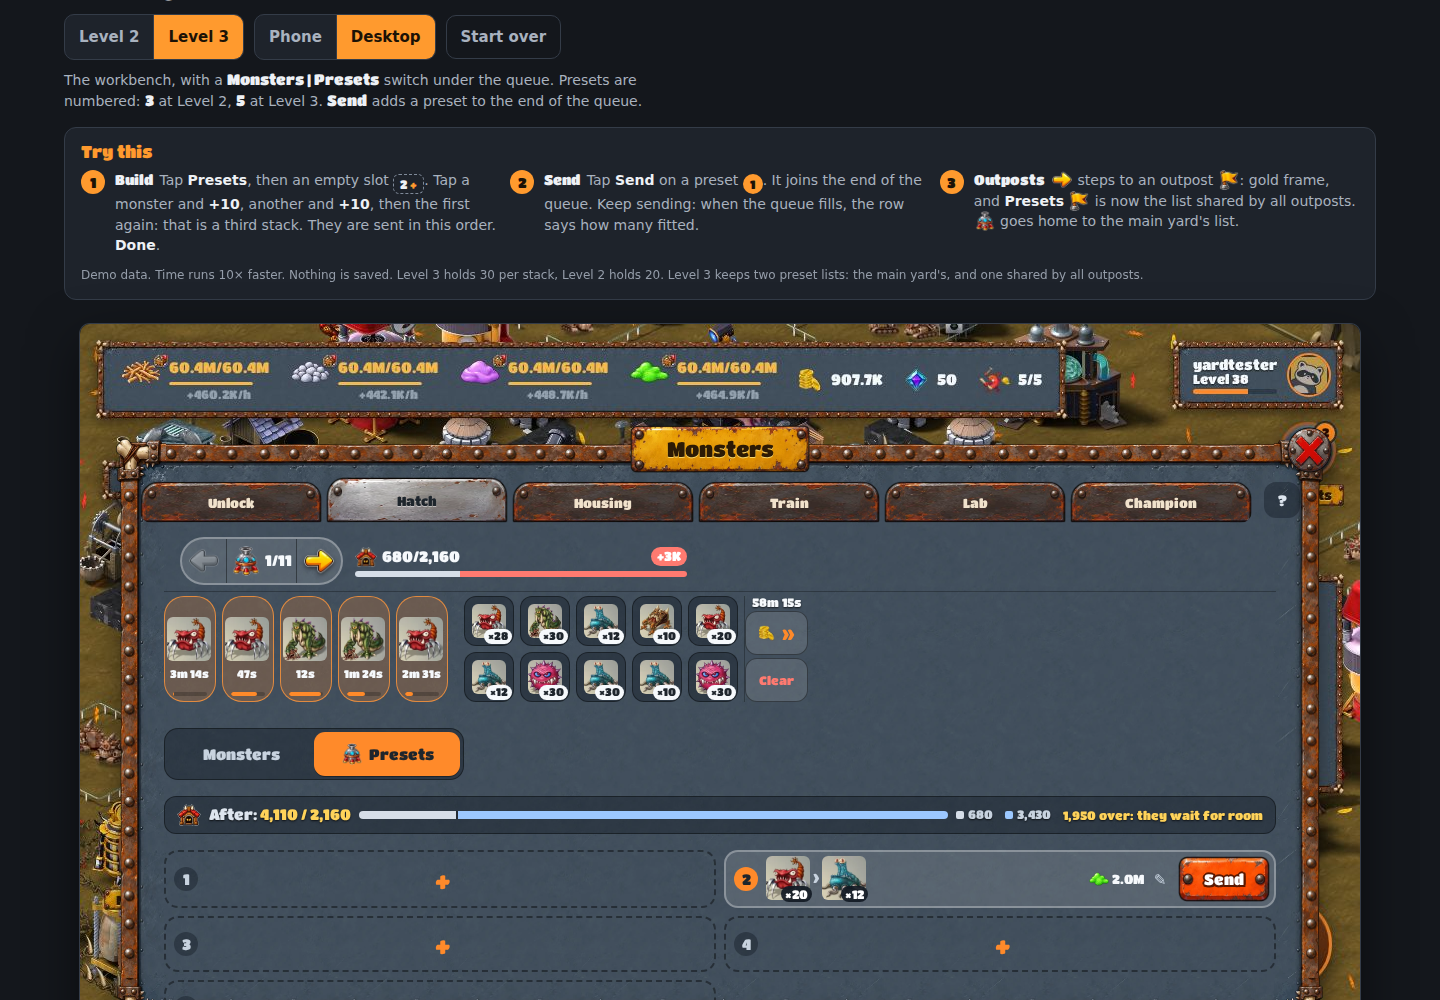 Level 2
Level 3
Phone
Desktop
Start over
The workbench, with a Monsters|Presets switch under the queue. Presets are
numbered: 3 at Level 2, 5 at Level 3. Send adds a preset to the end of the queue.
Try this
1 Build Tap Presets, then an empty slot 2 +. Tap a
monster and +10, another and +10, then the first
again: that is a third stack. They are sent in this order.
Done.
2 Send Tap Send on a preset 1. It joins the end of the
queue. Keep sending: when the queue fills, the row
says how many fitted.
3 Outposts steps to an outpost : gold frame,
and Presets is now the list shared by all outposts.
goes home to the main yard's list.
Demo data. Time runs 10× faster. Nothing is saved. Level 3 holds 30 per stack, Level 2 holds 20. Level 3 keeps two preset lists: the main yard's, and one shared by all outposts.
60.4M/60.4M
+460.2K/h
60.4M/60.4M
+442.1K/h
60.4M/60.4M
+448.7K/h
60.4M/60.4M
+464.9K/h
907.7K
50
5/5
yardtester
Level 38
Monsters
Unlock
Hatch
Housing
Train
Lab
Champion
?
1/11
680/2,160
+3K
3m 14s
47s
12s
1m 24s
2m 31s
×28
×30
×12
×10
×20
×12
×30
×30
×10
×30
58m 15s
»
Clear
Monsters
Presets
After: 4,110 / 2,160
680
3,430
1,950 over: they wait for room
1
+
2
×20
›
×12
2.0M
Send
3
+
4
+